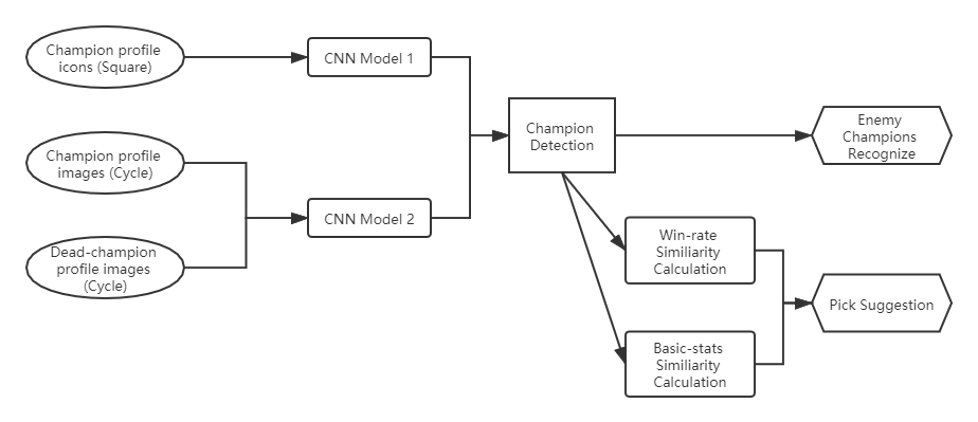 Champion profile
icons (Square)
CNN Model 1
Champion profile
images (Cycle)
CNN Model 2
Dead-champion
profile images
(Cycle)
Champion
Detection
Enemy
Champions
Recognize
Win-rate
Similiarity
Calculation
Pick Suggestion
Basic-stats
Similiarity
Calculation